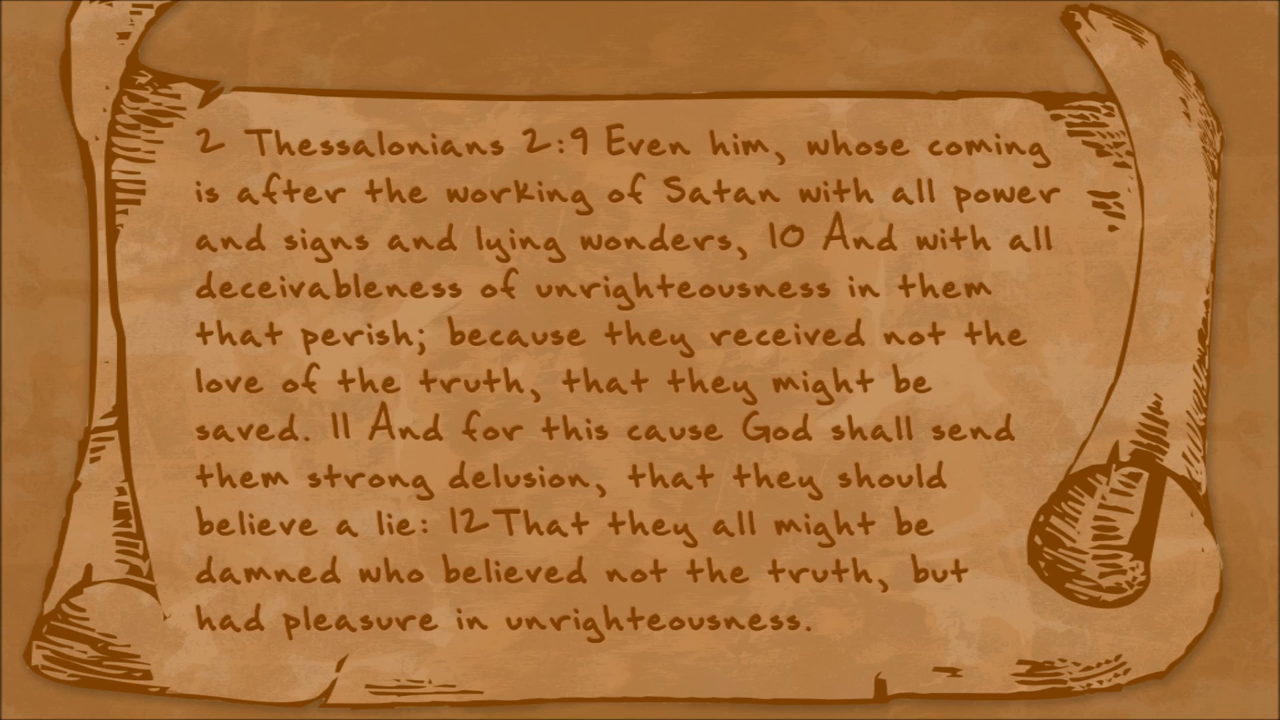 2 Thessalonians 2:9 Even him, whose coming
is after the working of Satan with all power
and signs and lying wonders, 10 And with all
deceivableness of unrighteousness in them
that perish; because they received not the
love of the truth, that they might be
saved. 11 And for this cause God shall send
them strong delusion, that they should
believe a lie: 12 That they all might be
damned who believed not the truth, but
had pleasure in unrighteousness.